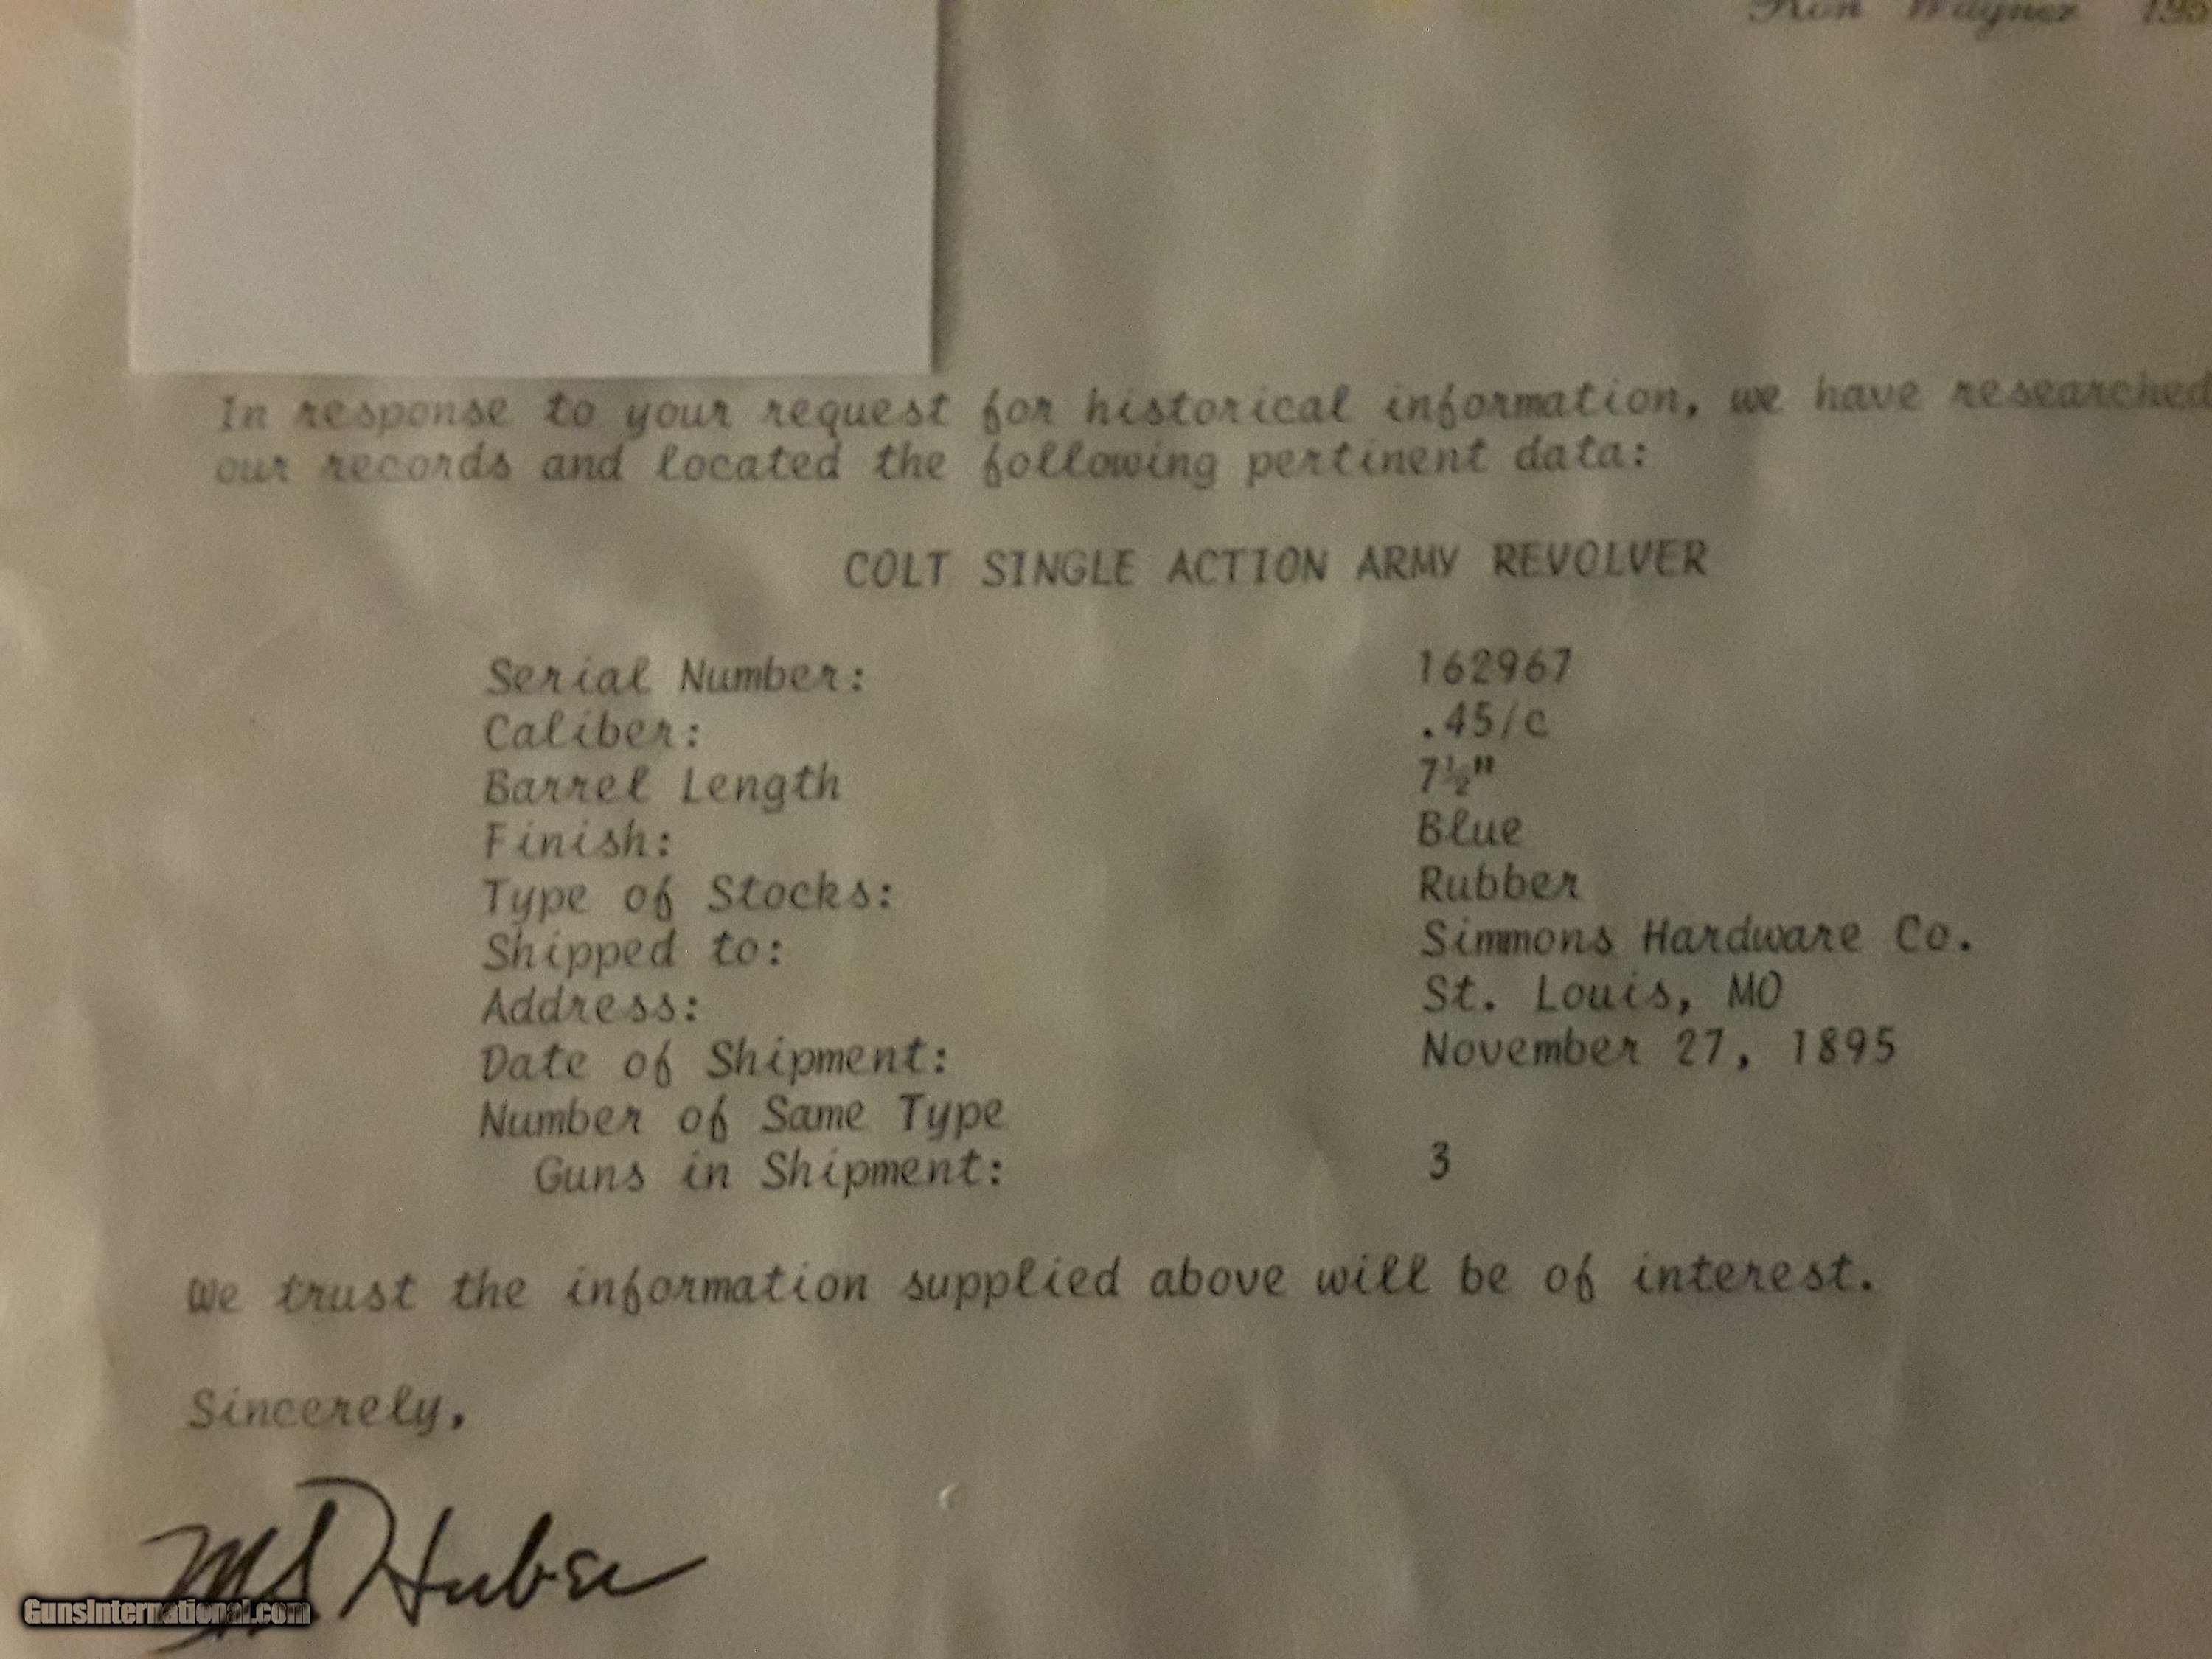 Ron Wagner 195
In response to your request for historical information, we have researched
our records and located the following pertinent data:
COLT SINGLE ACTION ARMY REVOLVER
Serial Number: 162967
Caliber: .45/c
Barrel Length 7½"
Finish: Blue
Type of Stocks: Rubber
Shipped to: Simmons Hardware Co.
Address: St. Louis, MO
Date of Shipment: November 27, 1895
Number of Same Type
Guns in Shipment: 3
We trust the information supplied above will be of interest.
Sincerely,
GunsInternational.com